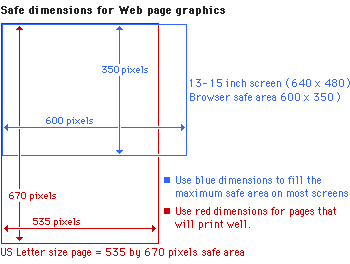 Safe dimensions for Web page graphics
350 pixels
13-15 inch screen (640 x 480)
Browser safe area 600 x 350 )
600 pixels
Use blue dimensions to fill the
maximum safe area on most screens
670 pixels
Use red dimensions for pages that
will print well.
535 pixels
US Letter size page = 535 by 670 pixels safe area